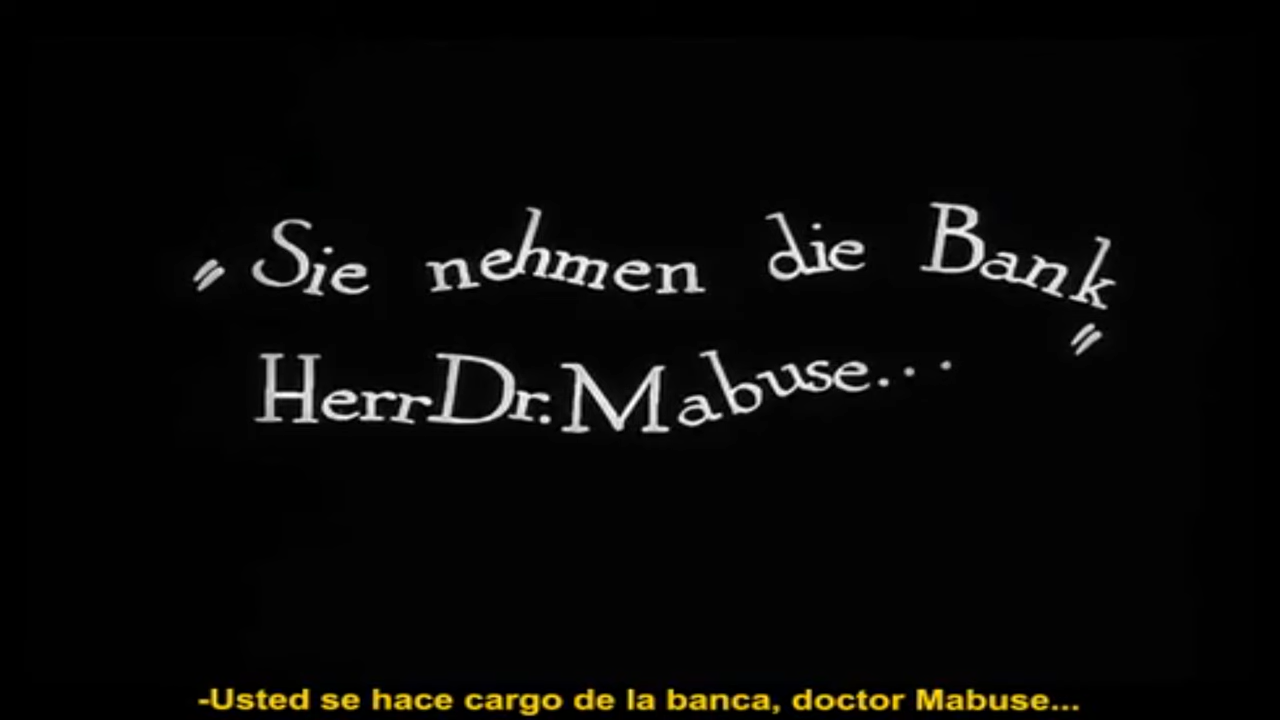 „Sie nehmen die Bank
Herr Dr. Mabuse..."
-Usted se hace cargo de la banca, doctor Mabuse...